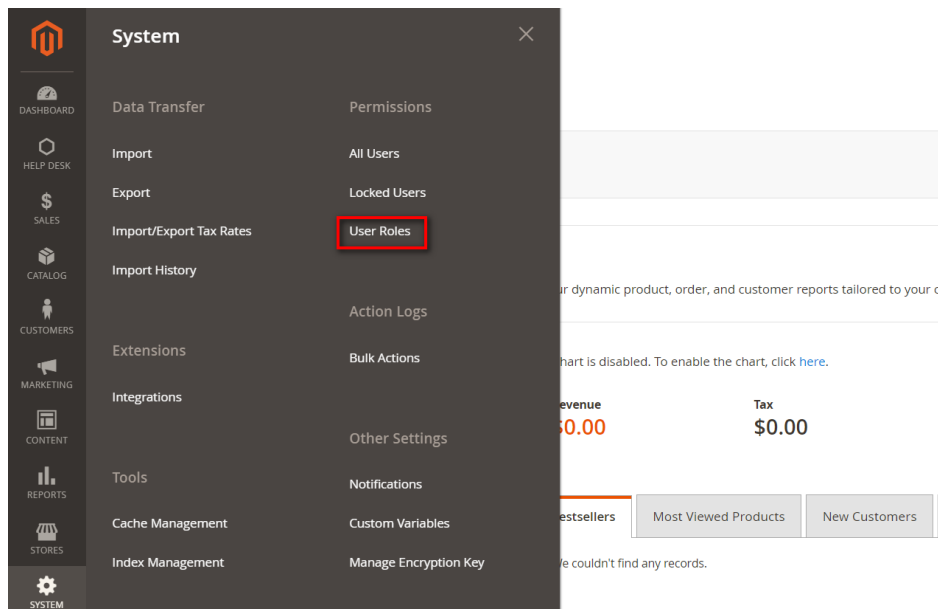 DASHBOARD
HELP DESK
SALES
CATALOG
CUSTOMERS
MARKETING
CONTENT
REPORTS
STORES
SYSTEM
System
Data Transfer
Import
Export
Import/Export Tax Rates
Import History
Extensions
Integrations
Tools
Cache Management
Index Management
Permissions
All Users
Locked Users
User Roles
Action Logs
Bulk Actions
Other Settings
Notifications
Custom Variables
Manage Encryption Key
ur dynamic product, order, and customer reports tailored to your c
hart is disabled. To enable the chart, click here.
evenue
$0.00
Tax
$0.00
estsellers
Most Viewed Products
New Customers
e couldn't find any records.